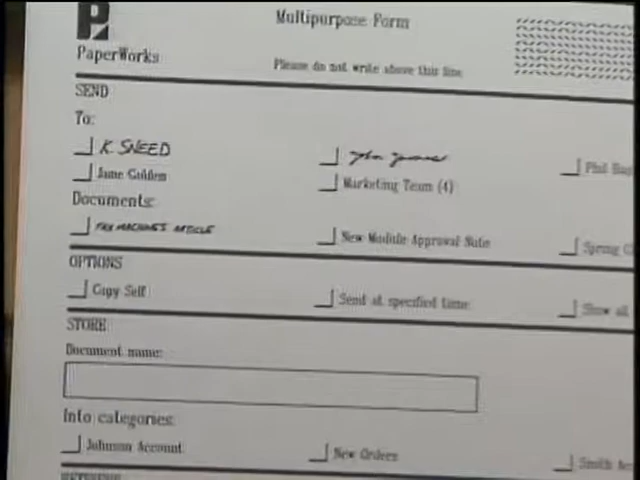 P
Multipurpose Form
PaperWorks
Please do not write above this line
SEND
To:
K. SNEED
Phil
Jane Golden
Marketing Team (4)
Documents:
FAX MACHINES ARTICLE
New Module Approval Note
Spring
OPTIONS
Copy Self
Send at specified time
Show all
STORE
Document name:
Into categories:
Johnson Account
New Orders
Smith